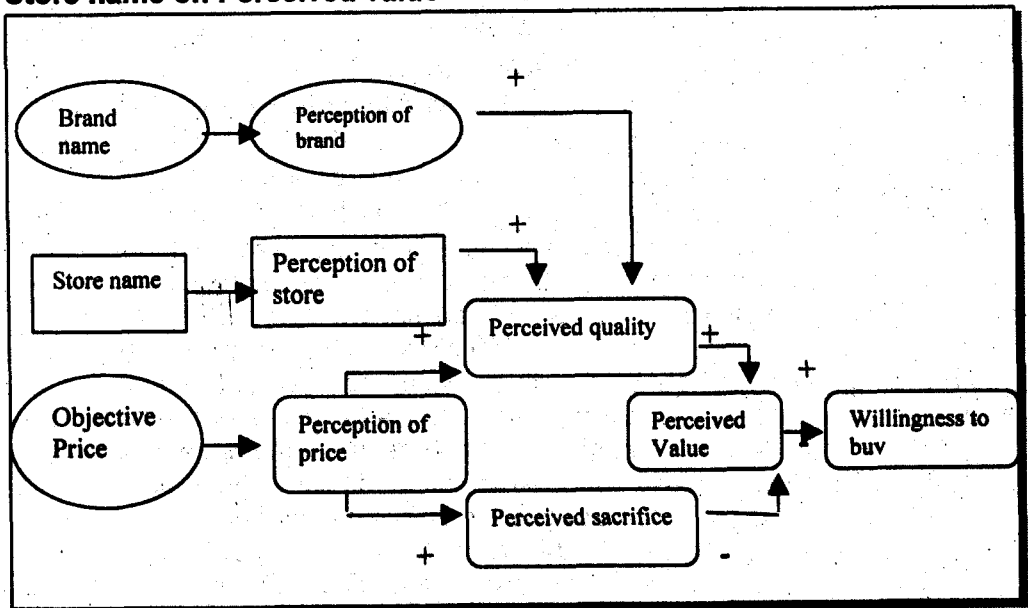 Store name on Perceived Value
+
Brand
name
Perception of
brand
+
Store name
Perception of
store
+
Perceived quality
+
+
Objective
Price
Perception of
price
Perceived
Value
Willingness to
buy
Perceived sacrifice
+
-